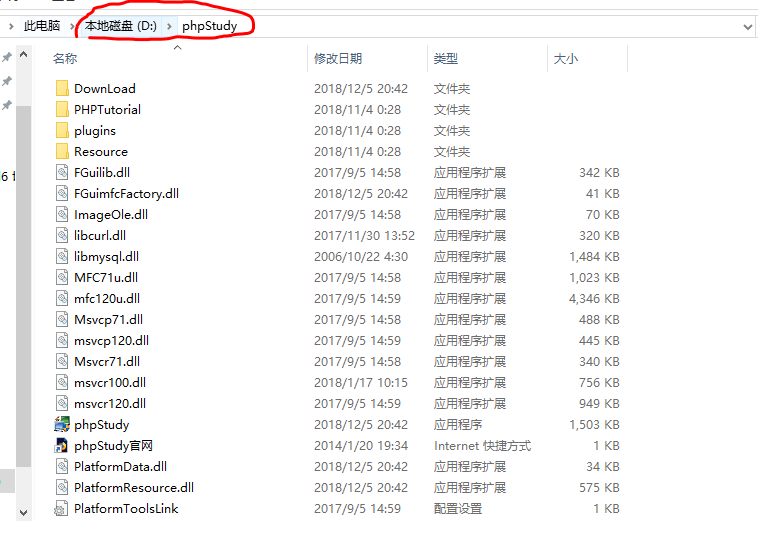 此电脑 > 本地磁盘 (D:) > phpStudy
名称 修改日期 类型 大小
DownLoad 2018/12/5 20:42 文件夹
PHPTutorial 2018/11/4 0:28 文件夹
plugins 2018/11/4 0:28 文件夹
Resource 2018/11/4 0:28 文件夹
FGuilib.dll 2017/9/5 14:58 应用程序扩展 342 KB
FGuimfcFactory.dll 2018/12/5 20:42 应用程序扩展 41 KB
ImageOle.dll 2017/9/5 14:58 应用程序扩展 70 KB
libcurl.dll 2017/11/30 13:52 应用程序扩展 320 KB
libmysql.dll 2006/10/22 4:30 应用程序扩展 1,484 KB
MFC71u.dll 2017/9/5 14:58 应用程序扩展 1,023 KB
mfc120u.dll 2017/9/5 14:59 应用程序扩展 4,346 KB
Msvcp71.dll 2017/9/5 14:58 应用程序扩展 488 KB
msvcp120.dll 2017/9/5 14:59 应用程序扩展 445 KB
Msvcr71.dll 2017/9/5 14:58 应用程序扩展 340 KB
msvcr100.dll 2018/1/17 10:15 应用程序扩展 756 KB
msvcr120.dll 2017/9/5 14:59 应用程序扩展 949 KB
phpStudy 2018/12/5 20:42 应用程序 1,503 KB
phpStudy官网 2014/1/20 19:34 Internet 快捷方式 1 KB
PlatformData.dll 2018/12/5 20:42 应用程序扩展 34 KB
PlatformResource.dll 2018/12/5 20:42 应用程序扩展 575 KB
PlatformToolsLink 2017/9/5 14:59 配置设置 1 KB